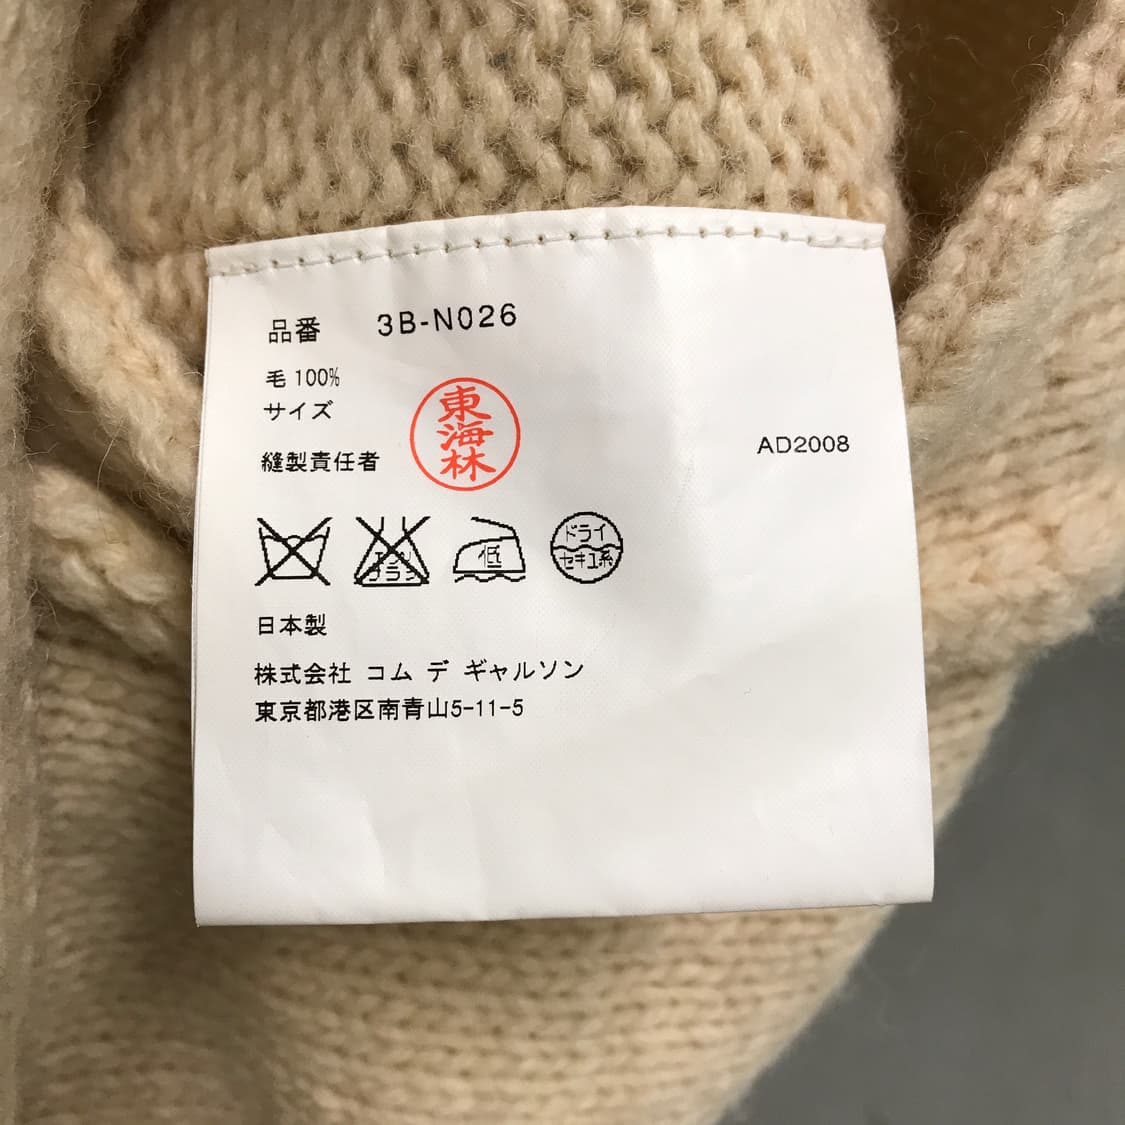 品番 3B-N026
毛 100%
サイズ
縫製責任者
東海林
AD2008
低
ドライ
セキユ系
日本製
株式会社 コム デ ギャルソン
東京都港区南青山5-11-5